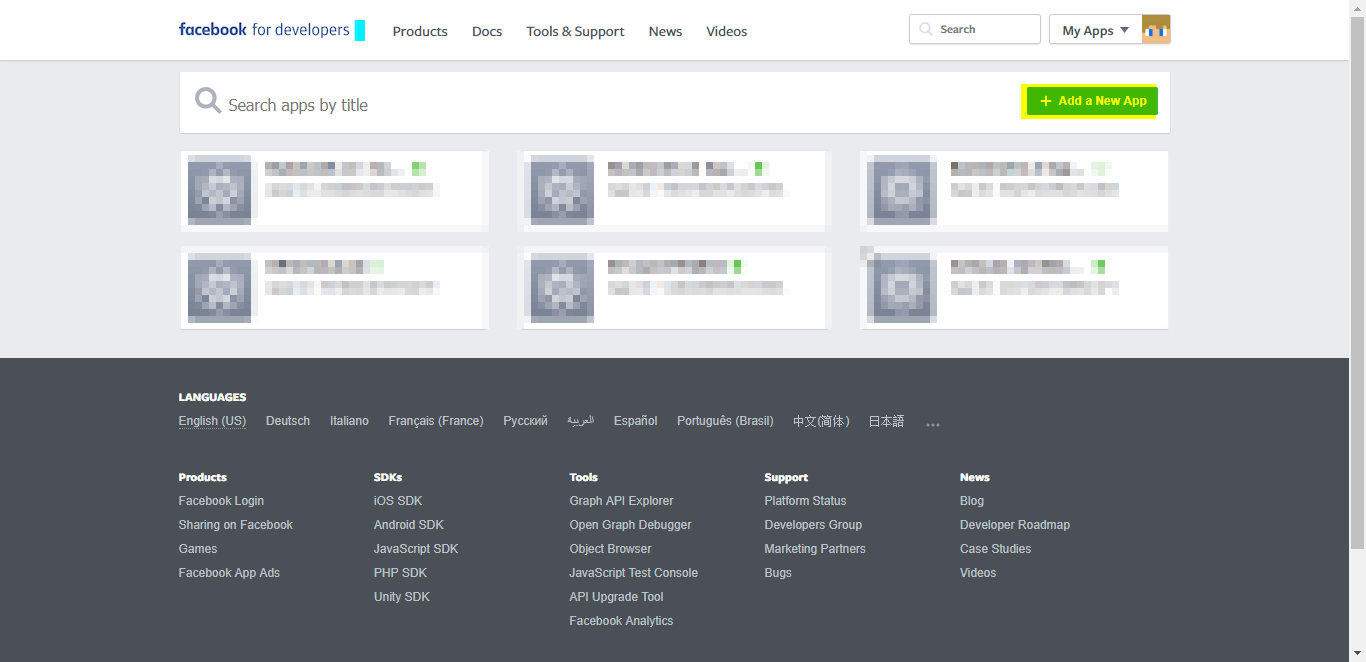 facebook for developers Products Docs Tools & Support News Videos Search My Apps
Search apps by title + Add a New App
LANGUAGES
English (US) Deutsch Italiano Français (France) Русский العربية Español Português (Brasil) 中文(简体) 日本語 ...
Products SDKs Tools Support News
Facebook Login iOS SDK Graph API Explorer Platform Status Blog
Sharing on Facebook Android SDK Open Graph Debugger Developers Group Developer Roadmap
Games JavaScript SDK Object Browser Marketing Partners Case Studies
Facebook App Ads PHP SDK JavaScript Test Console Bugs Videos
Unity SDK API Upgrade Tool
Facebook Analytics